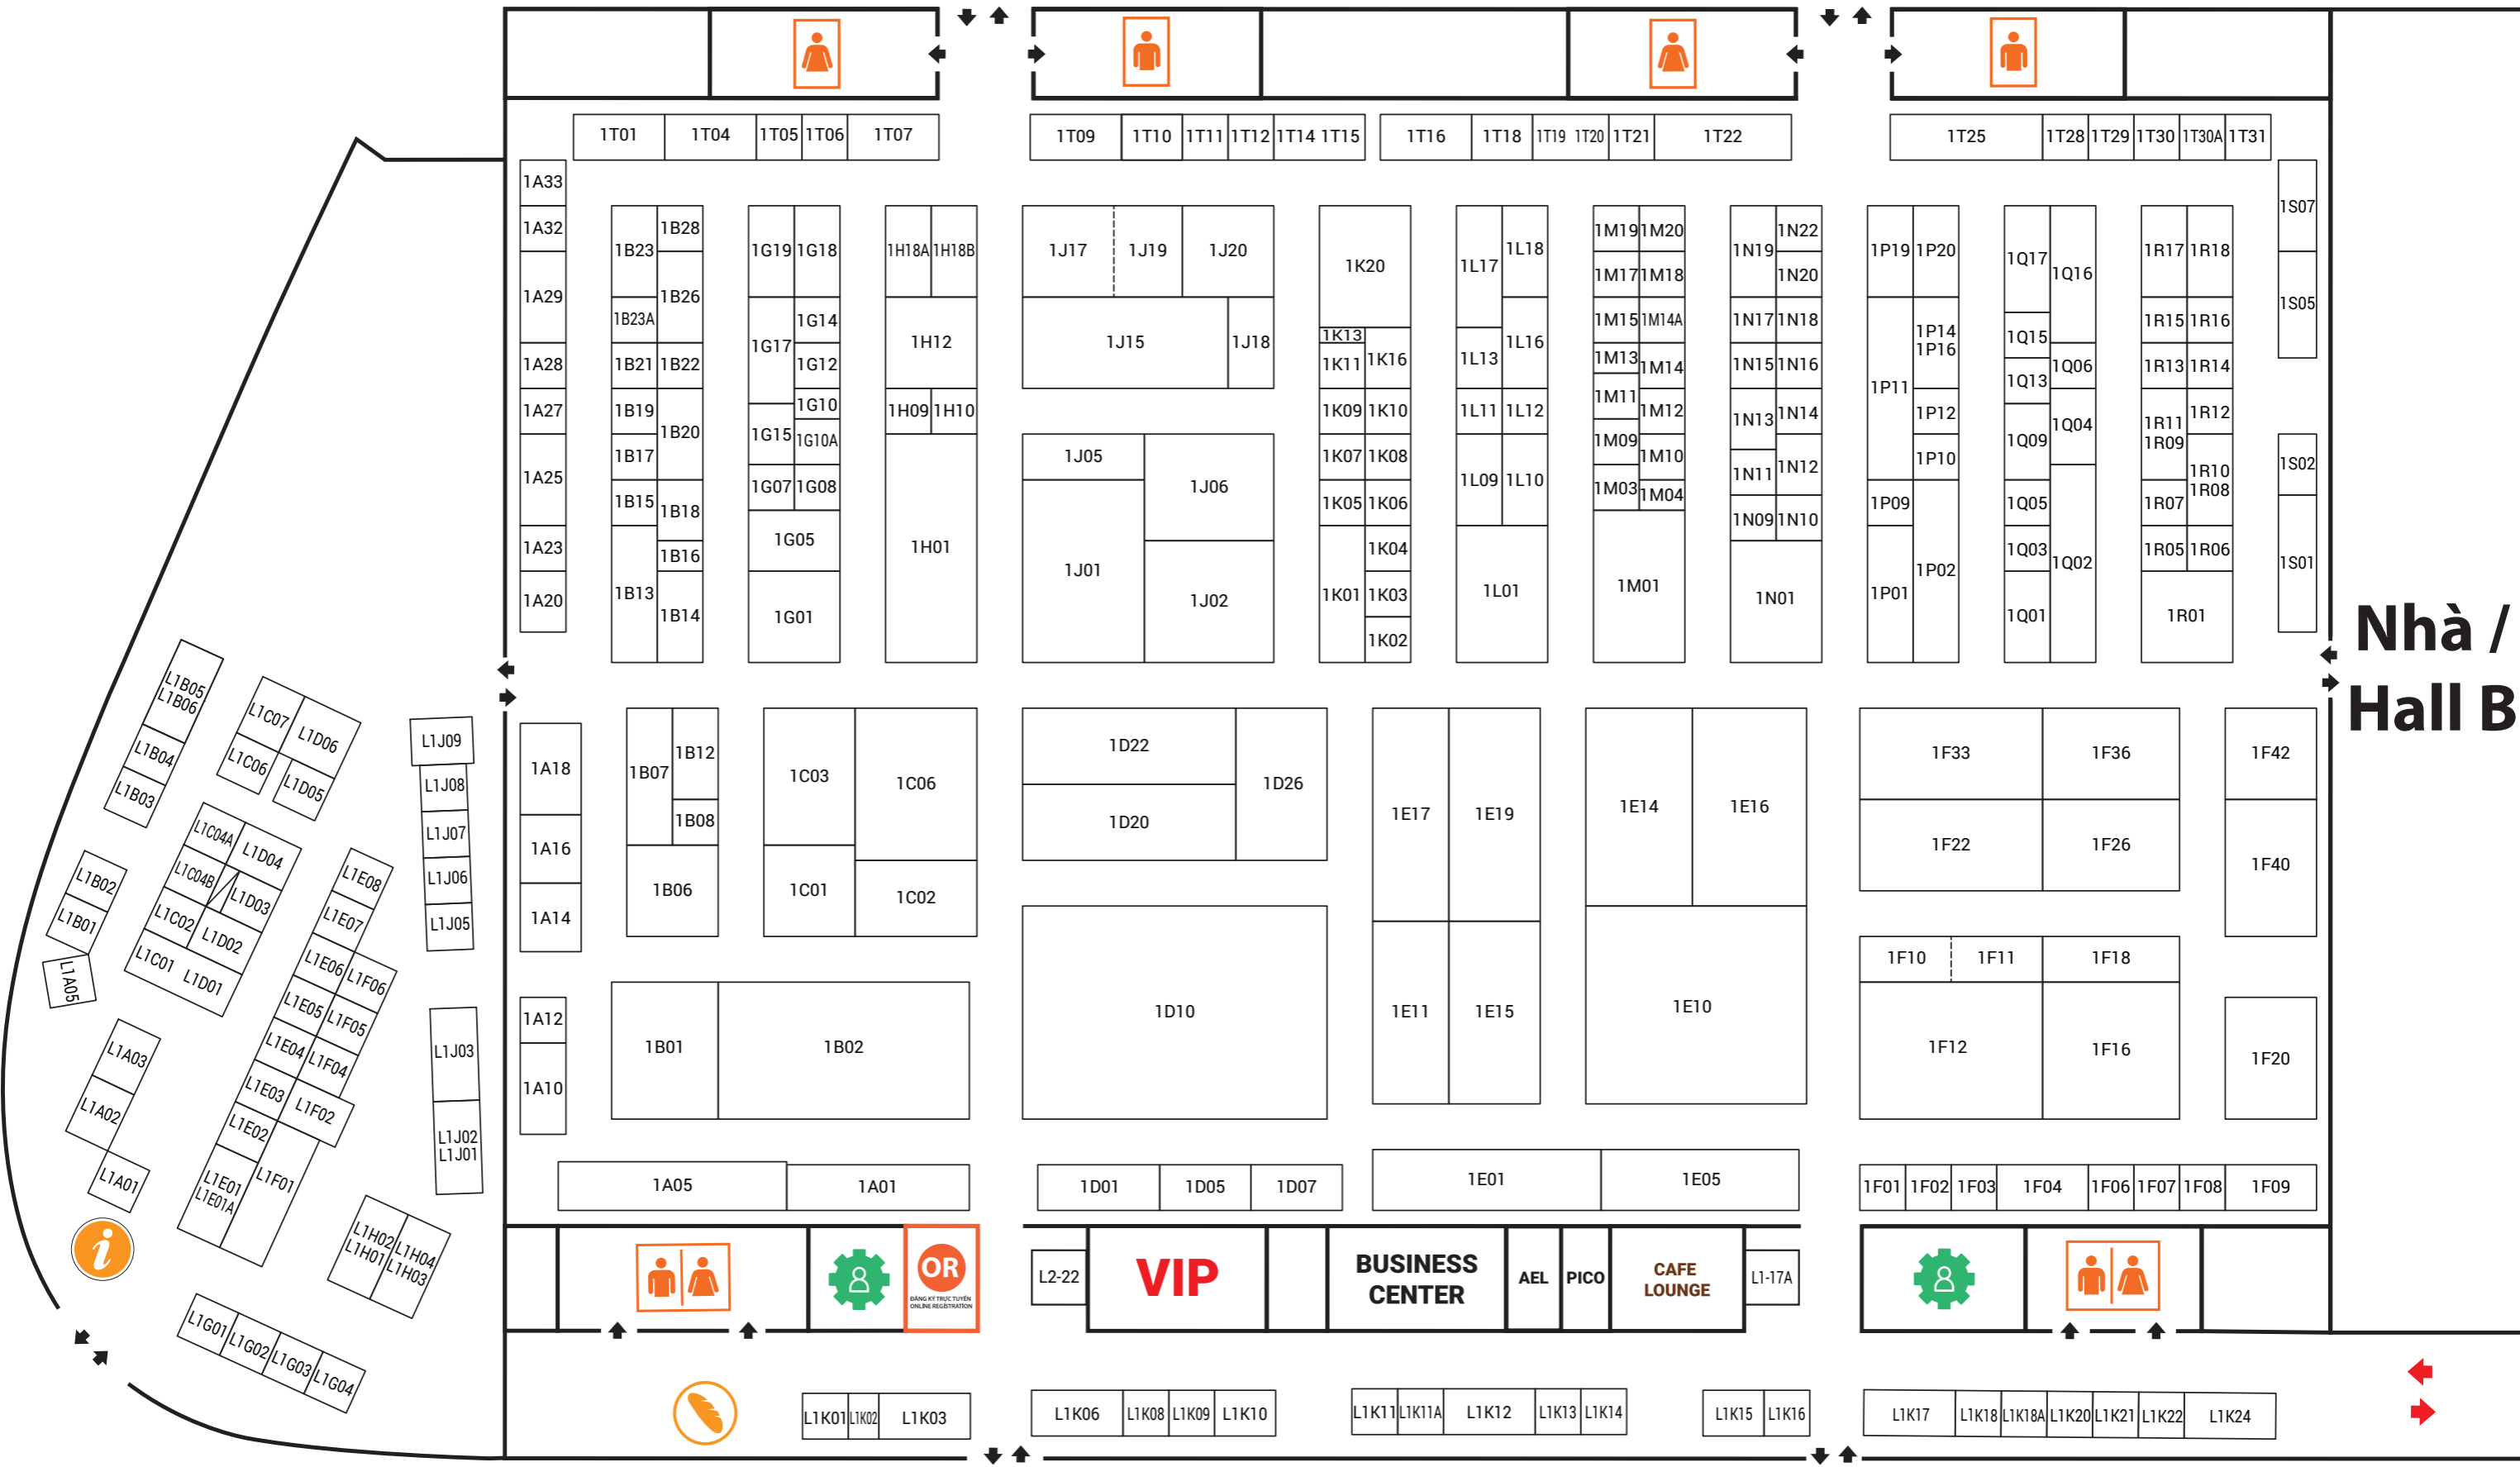 1T01 1T04 1T05 1T06 1T07 1T09 1T10 1T11 1T12 1T14 1T15 1T16 1T18 1T19 1T20 1T21 1T22 1T25 1T28 1T29 1T30 1T30A 1T31
1A33
1A32
1A29
1A28
1A27
1A25
1A23
1A20
1B23 1B28
1B26
1B23A
1B21 1B22
1B19
1B20
1B17
1B15 1B18
1B16
1B13
1B14
1G19 1G18
1G14
1G17
1G12
1G10
1G15 1G10A
1G07 1G08
1G05
1G01
1H18A 1H18B
1H12
1H09 1H10
1H01
1J17 1J19 1J20
1J15 1J18
1J05
1J06
1J01
1J02
1K20
1K13
1K11 1K16
1K09 1K10
1K07 1K08
1K05 1K06
1K04
1K01 1K03
1K02
1L17 1L18
1L16
1L13
1L11 1L12
1L09 1L10
1L01
1M19 1M20
1M17 1M18
1M15 1M14A
1M13 1M14
1M11 1M12
1M09 1M10
1M03 1M04
1M01
1N19 1N22
1N20
1N17 1N18
1N15 1N16
1N13 1N14
1N11 1N12
1N09 1N10
1N01
1P19 1P20
1P14
1P16
1P11
1P12
1P10
1P09
1P02
1P01
1Q17 1Q16
1Q15
1Q06
1Q13
1Q04
1Q09
1Q05
1Q03 1Q02
1Q01
1R17 1R18
1R15 1R16
1R13 1R14
1R11 1R12
1R09
1R10
1R08
1R07
1R05 1R06
1R01
1S07
1S05
1S02
1S01
Nhà /
Hall B
L1B05
L1B06
L1B04
L1B03
L1B02
L1B01
L1A05
L1A03
L1A02
L1A01
L1C07 L1D06
L1C06 L1D05
L1C04A L1D04
L1C04B L1D03
L1C02 L1D02
L1C01 L1D01
L1E08
L1E07
L1E06 L1F06
L1E05 L1F05
L1E04 L1F04
L1E03 L1F02
L1E02
L1E01 L1F01
L1E01A
L1J09
L1J08
L1J07
L1J06
L1J05
L1J03
L1J02
L1J01
L1H02 L1H04
L1H01 L1H03
L1G01 L1G02 L1G03 L1G04
i
1A18
1A16
1A14
1A12
1A10
1B07 1B12
1B08
1B06
1C03 1C06
1C01 1C02
1B01 1B02
1D22
1D26
1D20
1D10
1E17 1E19
1E11 1E15
1E14 1E16
1E10
1F33 1F36
1F22 1F26
1F10 1F11 1F18
1F12 1F16
1F42
1F40
1F20
1A05 1A01 1D01 1D05 1D07 1E01 1E05 1F01 1F02 1F03 1F04 1F06 1F07 1F08 1F09
OR
ĐĂNG KÝ TRỰC TUYẾN
ONLINE REGISTRATION
L2-22
VIP
BUSINESS
CENTER
AEL
PICO
CAFE
LOUNGE
L1-17A
L1K01 L1K02 L1K03 L1K06 L1K08 L1K09 L1K10 L1K11 L1K11A L1K12 L1K13 L1K14 L1K15 L1K16 L1K17 L1K18 L1K18A L1K20 L1K21 L1K22 L1K24